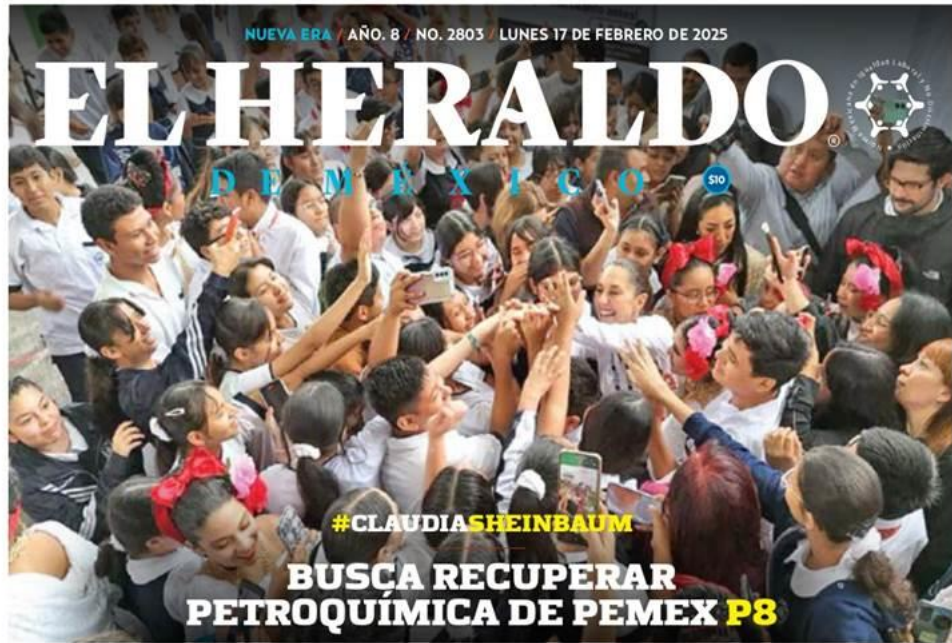 NUEVA ERA / AÑO. 8 / NO. 2803 / LUNES 17 DE FEBRERO DE 2025
EL HERALDO
DE MÉXICO
$10
#CLAUDIASHEINBAUM
BUSCA RECUPERAR
PETROQUÍMICA DE PEMEX P8